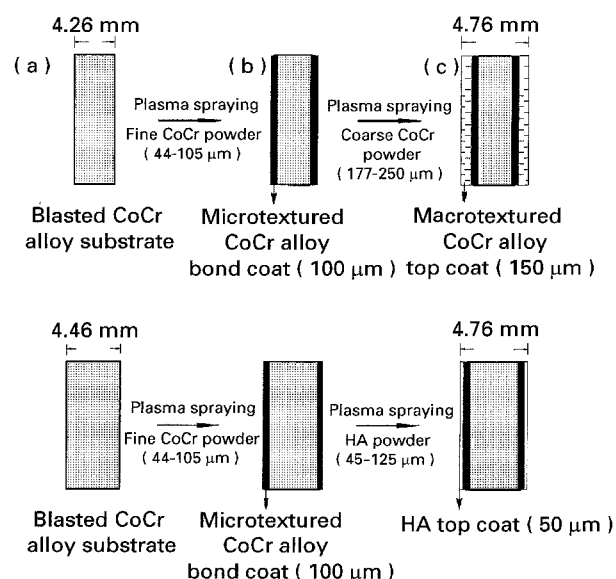 4.26 mm
4.76 mm
(a)
(b)
(c)
Plasma spraying
Fine CoCr powder
(44-105 μm)
Plasma spraying
Coarse CoCr
powder
(177-250 μm)
Blasted CoCr
alloy substrate
Microtextured
CoCr alloy
bond coat (100 μm)
Macrotextured
CoCr alloy
top coat (150 μm)
4.46 mm
4.76 mm
Plasma spraying
Fine CoCr powder
(44-105 μm)
Plasma spraying
HA powder
(45-125 μm)
Blasted CoCr
alloy substrate
Microtextured
CoCr alloy
bond coat (100 μm)
HA top coat (50 μm)